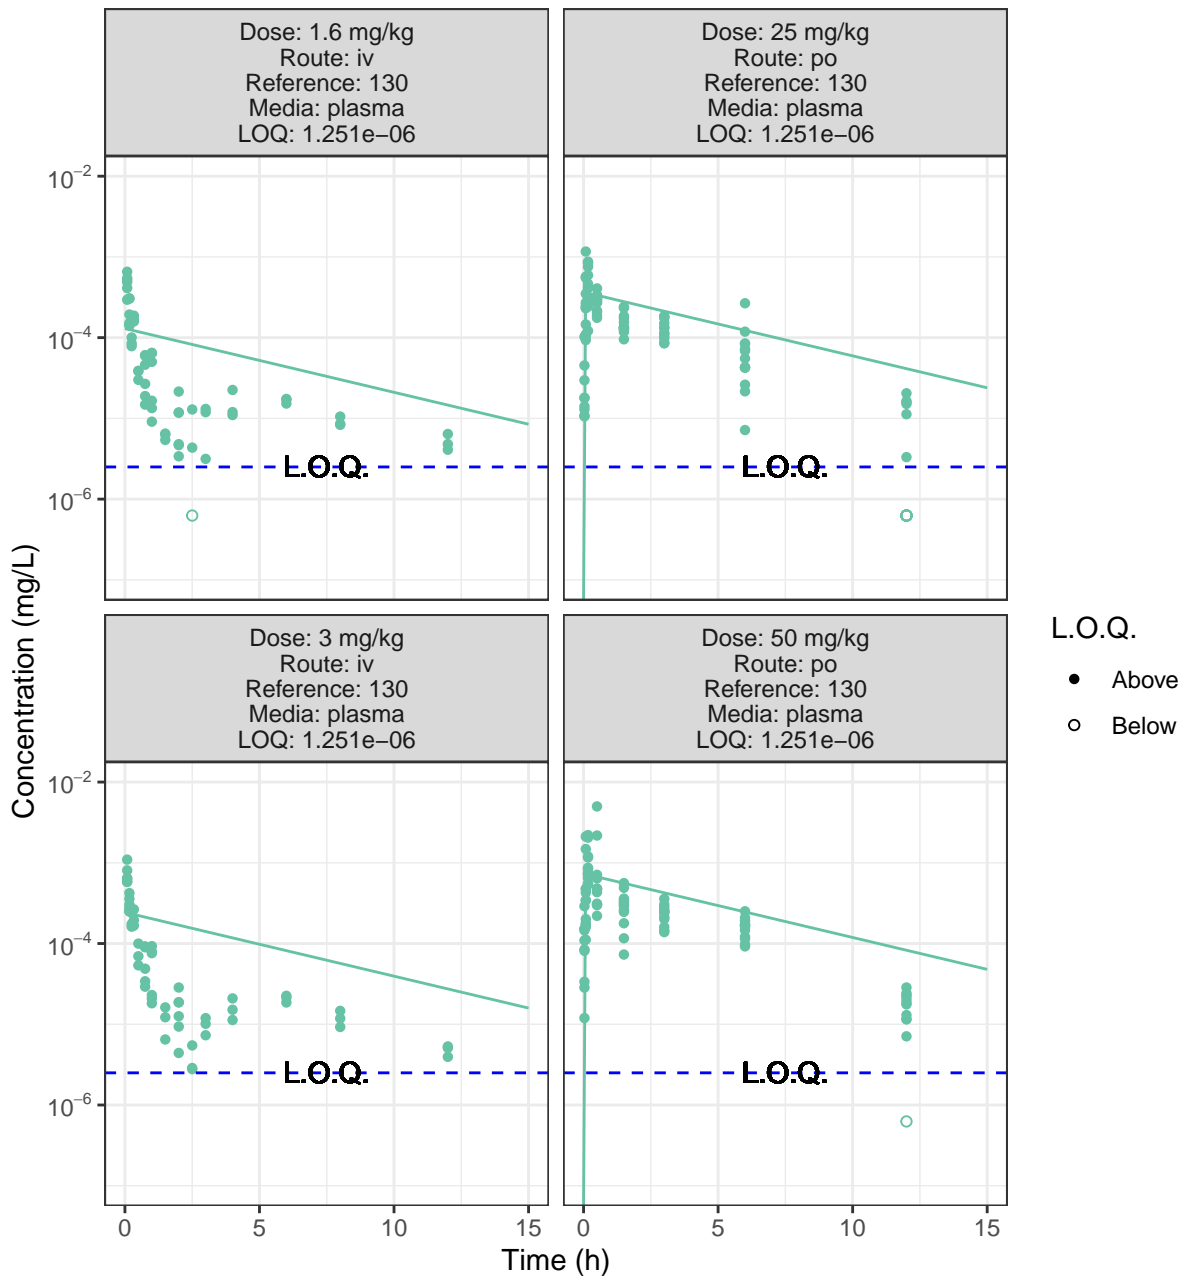 Dose: 1.6 mg/kg
Route: iv
Reference: 130
Media: plasma
LOQ: 1.251e−06
Dose: 25 mg/kg
Route: po
Reference: 130
Media: plasma
LOQ: 1.251e−06
10⁻²
10⁻⁴
10⁻⁶
L.O.Q.
L.O.Q.
Concentration (mg/L)
Dose: 3 mg/kg
Route: iv
Reference: 130
Media: plasma
LOQ: 1.251e−06
Dose: 50 mg/kg
Route: po
Reference: 130
Media: plasma
LOQ: 1.251e−06
10⁻²
10⁻⁴
10⁻⁶
L.O.Q.
L.O.Q.
0 5 10 15
0 5 10 15
Time (h)
L.O.Q.
Above
Below